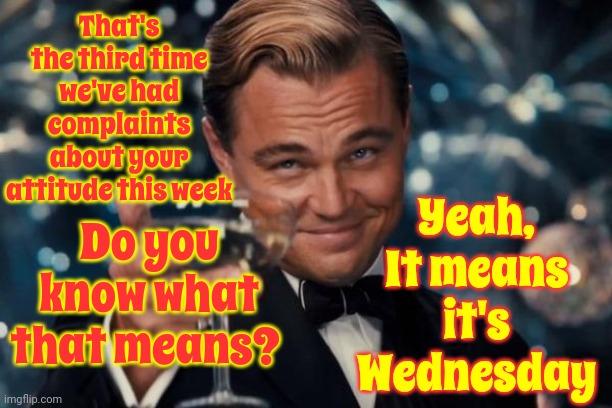 That's
the third time
we've had
complaints
about your
attitude this week
Do you
know what
that means?
Yeah,
It means
it's
Wednesday
imgflip.com